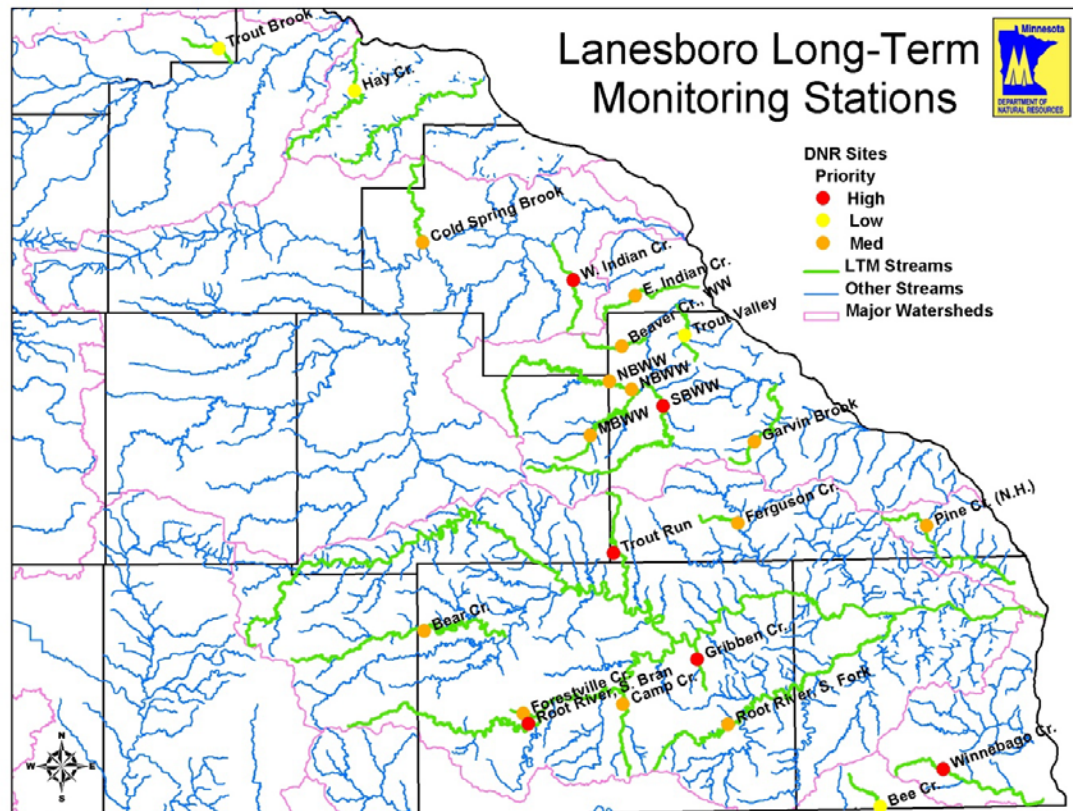 Lanesboro Long-Term
Monitoring Stations
Minnesota
DEPARTMENT OF
NATURAL RESOURCES
DNR Sites
Priority
High
Low
Med
LTM Streams
Other Streams
Major Watersheds
Trout Brook
Hay Cr.
Cold Spring Brook
W. Indian Cr.
E. Indian Cr.
Beaver Cr., WW
Trout Valley
NBWW
NBWW
SBWW
MBWW
Garvin Brook
Ferguson Cr.
Pine Cr. (N.H.)
Trout Run
Bear Cr.
Gribben Cr.
Forestville Cr.
Root River, S. Bran
Camp Cr.
Root River, S. Fork
Winnebago Cr.
Bee Cr.
N
W
E
S